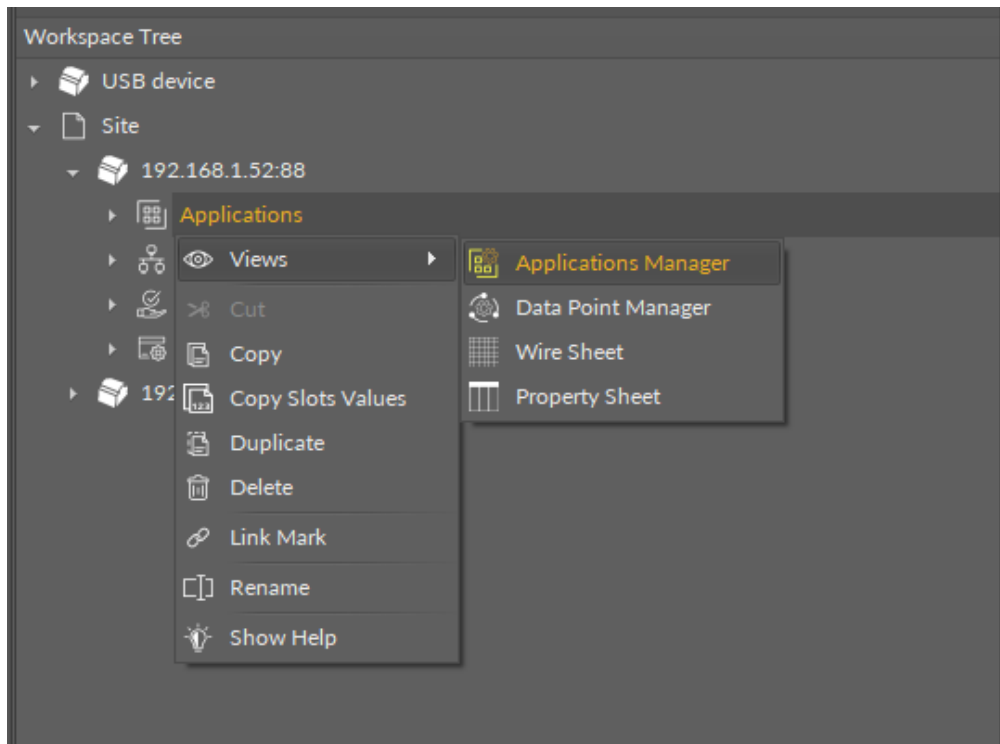 Workspace Tree
USB device
Site
192.168.1.52:88
Applications
Views
Cut
Copy
192
Copy Slots Values
Duplicate
Delete
Link Mark
Rename
Show Help
Applications Manager
Data Point Manager
Wire Sheet
Property Sheet